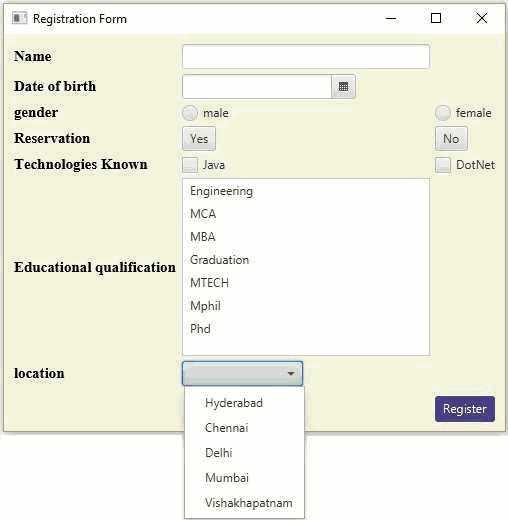 Registration Form
Name
Date of birth
gender male female
Reservation Yes No
Technologies Known Java DotNet
Engineering
MCA
MBA
Educational qualification Graduation
MTECH
Mphil
Phd
location
Register
Hyderabad
Chennai
Delhi
Mumbai
Vishakhapatnam